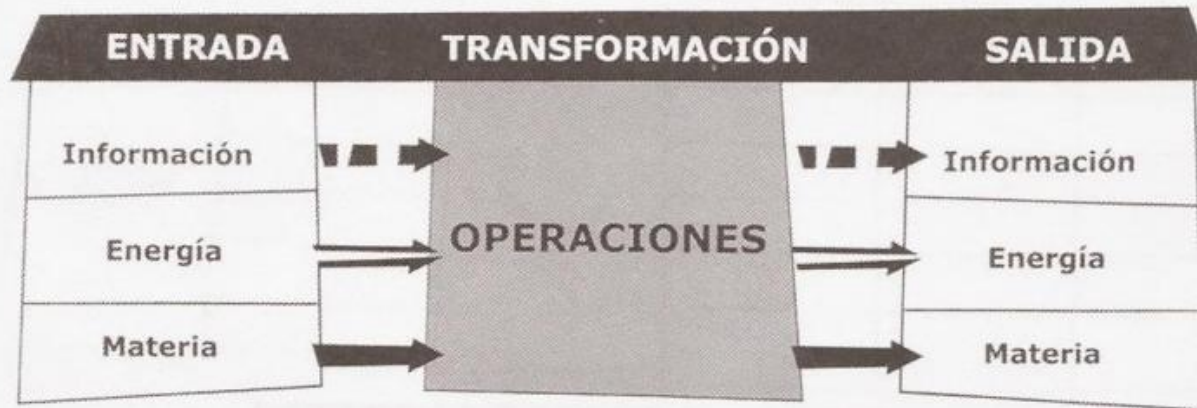 ENTRADA TRANSFORMACIÓN SALIDA
Información Información
OPERACIONES
Energía Energía
Materia Materia